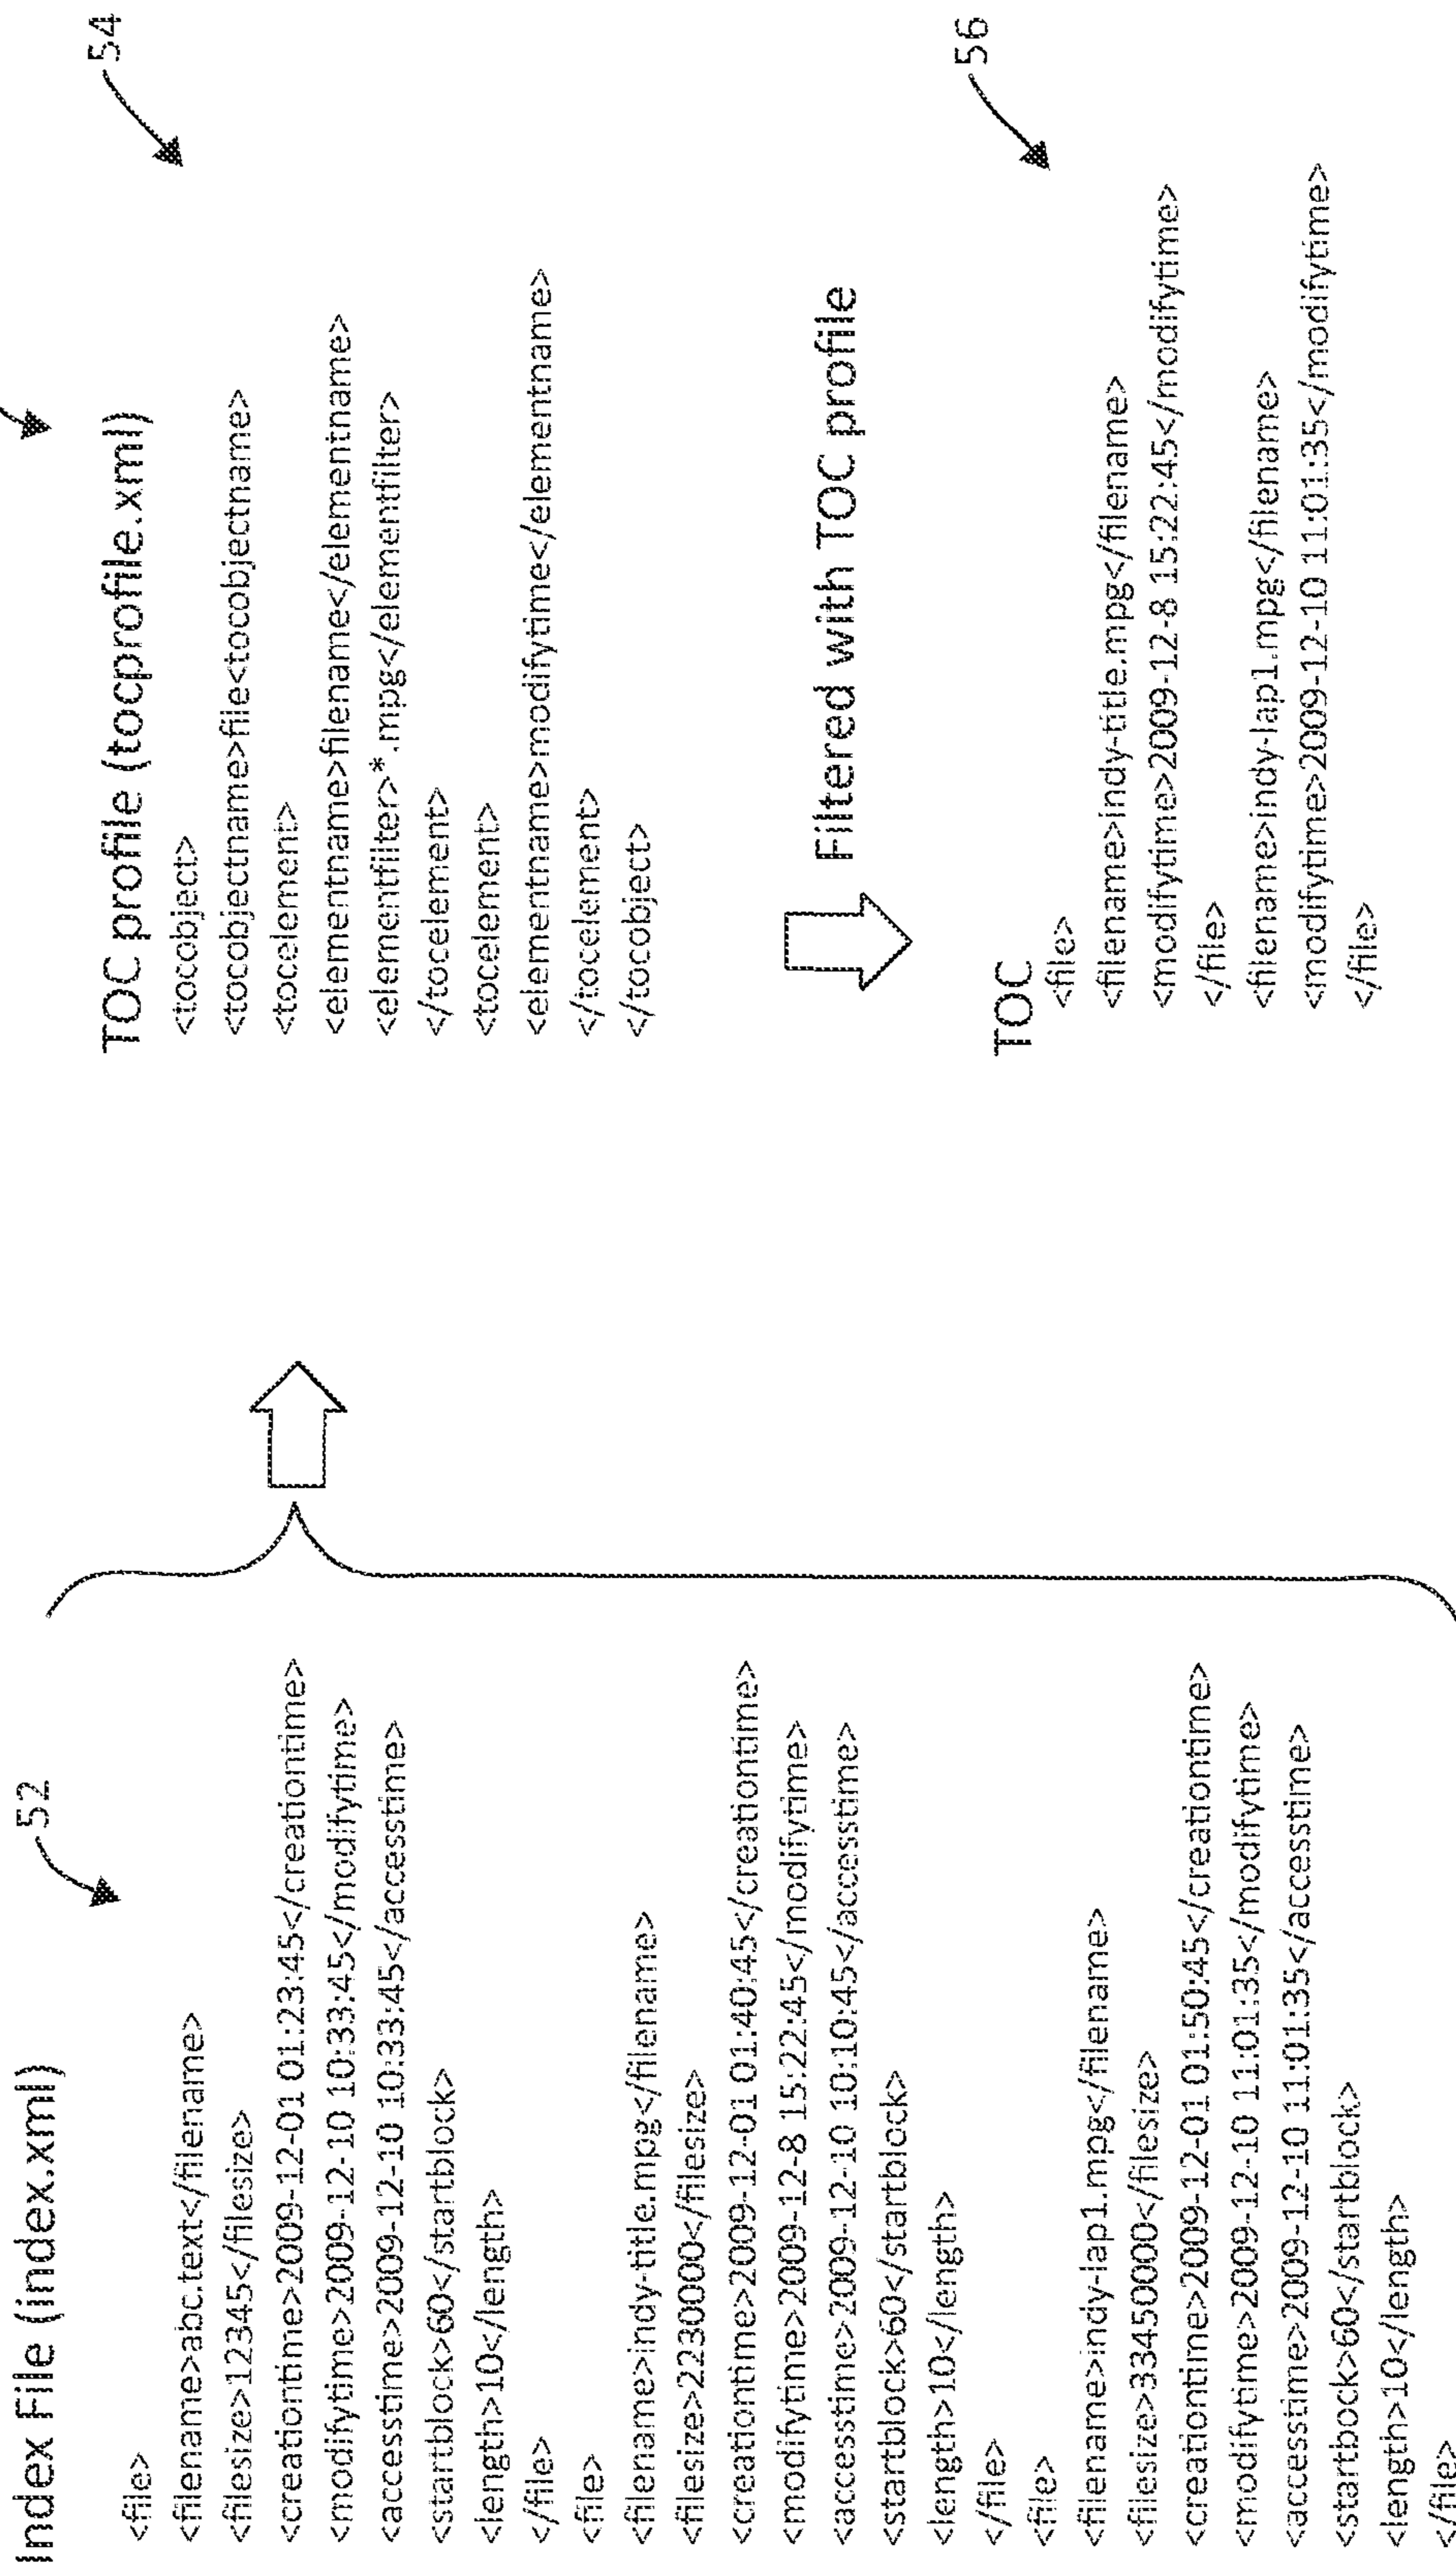 Index File (index.xml)
52
<file>
<filename>abc.text</filename>
<filesize>12345</filesize>
<creationtime>2009-12-01 01:23:45</creationtime>
<modifytime>2009-12-10 10:33:45</modifytime>
<accesstime>2009-12-10 10:33:45</accesstime>
<startblock>60</startblock>
<length>10</length>
</file>
<file>
<filename>indy-title.mpg</filename>
<filesize>2230000</filesize>
<creationtime>2009-12-01 01:40:45</creationtime>
<modifytime>2009-12-8 15:22:45</modifytime>
<accesstime>2009-12-10 10:10:45</accesstime>
<startblock>60</startblock>
<length>10</length>
</file>
<file>
<filename>indy-lap1.mpg</filename>
<filesize>33450000</filesize>
<creationtime>2009-12-01 01:50:45</creationtime>
<modifytime>2009-12-10 11:01:35</modifytime>
<accesstime>2009-12-10 11:01:35</accesstime>
<startbock>60</startblock>
<length>10</length>
</file>
54
TOC profile (tocprofile.xml)
<tocobject>
<tocobjectname>file<tocobjectname>
<tocelement>
<elementname>filename</elementname>
<elementfilter>*.mpg</elementfilter>
</tocelement>
<tocelement>
<elementname>modifytime</elementname>
</tocelement>
</tocobject>
Filtered with TOC profile
56
TOC
<file>
<filename>indy-title.mpg</filename>
<modifytime>2009-12-8 15:22:45</modifytime>
</file>
<filename>indy-lap1.mpg</filename>
<modifytime>2009-12-10 11:01:35</modifytime>
</file>